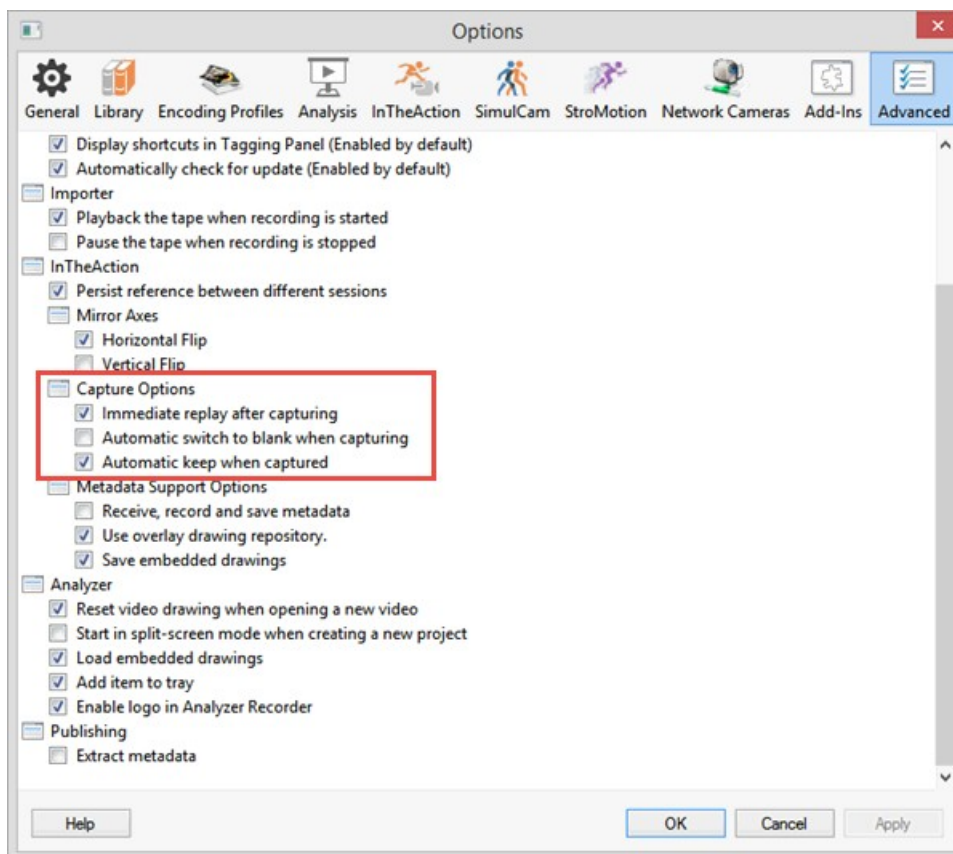 Options
General Library Encoding Profiles Analysis InTheAction SimulCam StroMotion Network Cameras Add-Ins Advanced
Display shortcuts in Tagging Panel (Enabled by default)
Automatically check for update (Enabled by default)
Importer
Playback the tape when recording is started
Pause the tape when recording is stopped
InTheAction
Persist reference between different sessions
Mirror Axes
Horizontal Flip
Vertical Flip
Capture Options
Immediate replay after capturing
Automatic switch to blank when capturing
Automatic keep when captured
Metadata Support Options
Receive, record and save metadata
Use overlay drawing repository.
Save embedded drawings
Analyzer
Reset video drawing when opening a new video
Start in split-screen mode when creating a new project
Load embedded drawings
Add item to tray
Enable logo in Analyzer Recorder
Publishing
Extract metadata
Help OK Cancel Apply